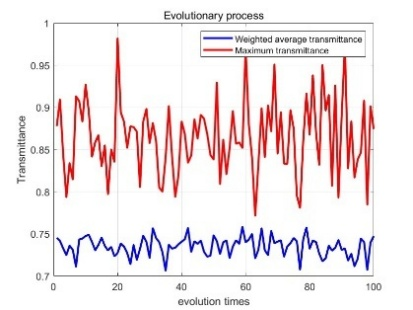 Evolutionary process
Weighted average transmittance
Maximum transmittance
1
0.95
0.9
0.85
0.8
0.75
0.7
Transmittance
0
20
40
60
80
100
evolution times